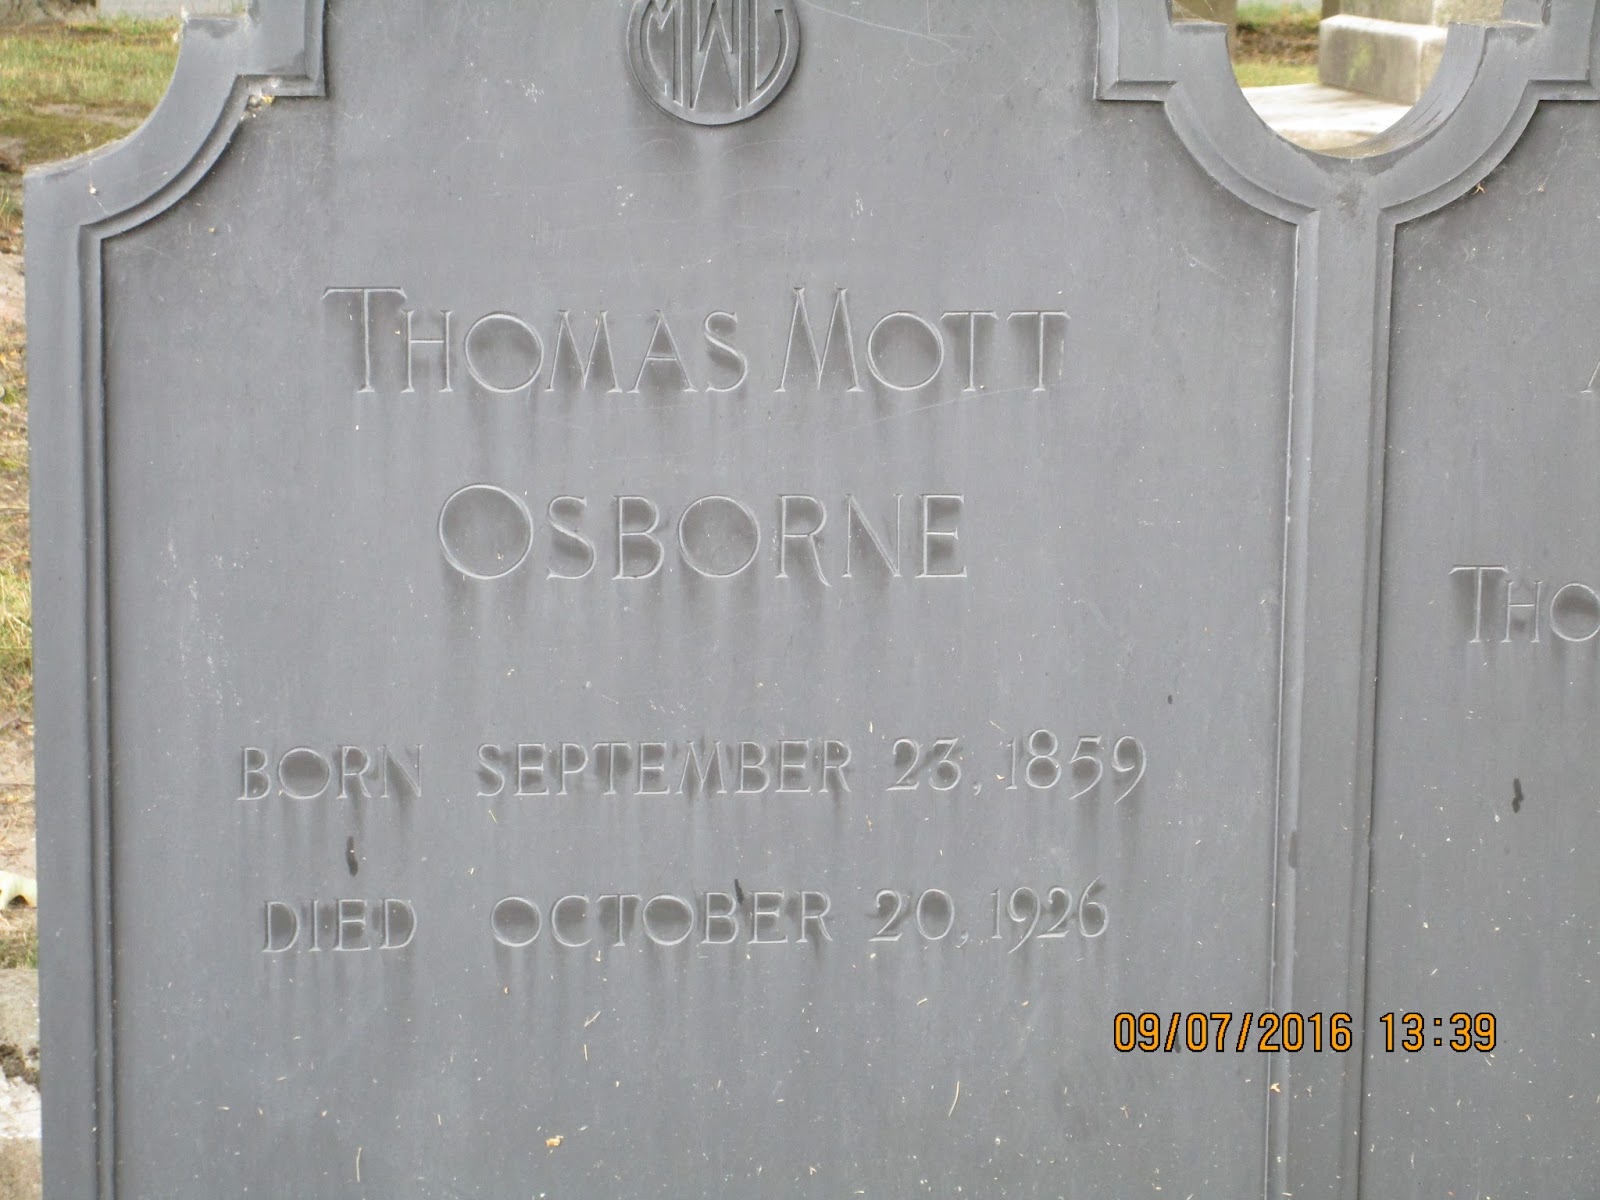 MWL
THOMAS MOTT
OSBORNE
BORN SEPTEMBER 23, 1859
DIED OCTOBER 20, 1926
THO
09/07/2016 13:39